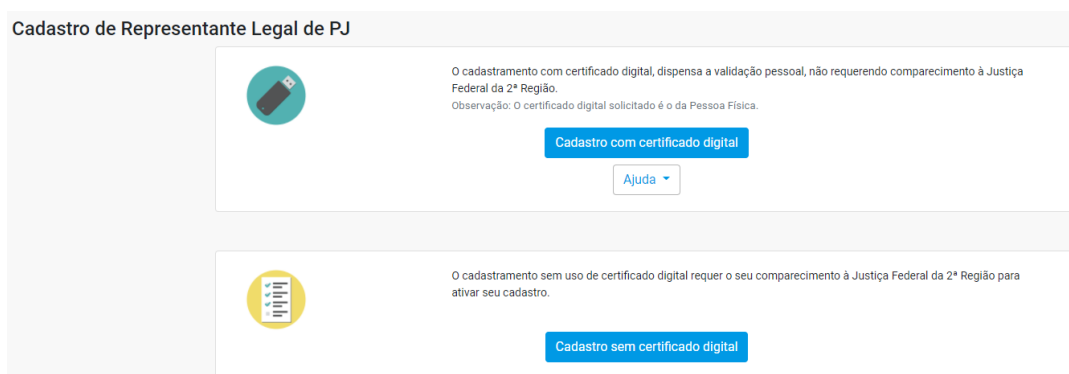 Cadastro de Representante Legal de PJ
O cadastramento com certificado digital, dispensa a validação pessoal, não requerendo comparecimento à Justiça
Federal da 2ª Região.
Observação: O certificado digital solicitado é o da Pessoa Física.
Cadastro com certificado digital
Ajuda
O cadastramento sem uso de certificado digital requer o seu comparecimento à Justiça Federal da 2ª Região para
ativar seu cadastro.
Cadastro sem certificado digital